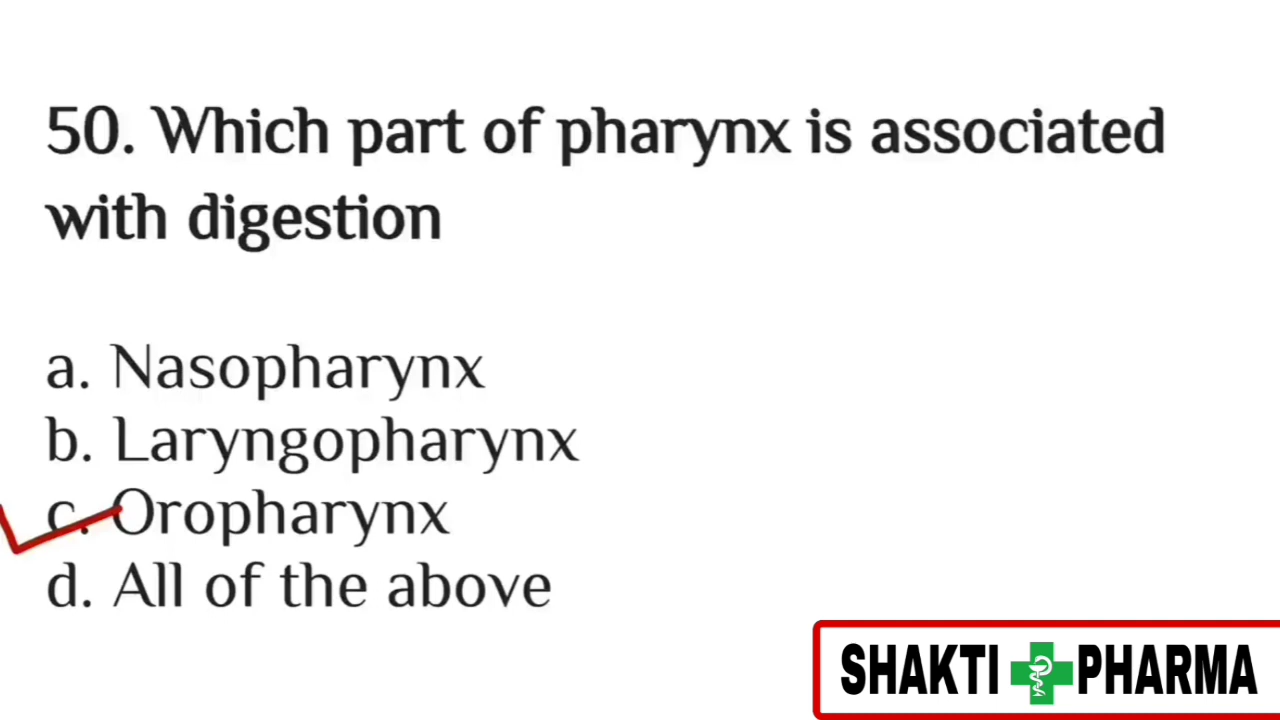 50. Which part of pharynx is associated
with digestion
a. Nasopharynx
b. Laryngopharynx
c. Oropharynx
d. All of the above
SHAKTI PHARMA